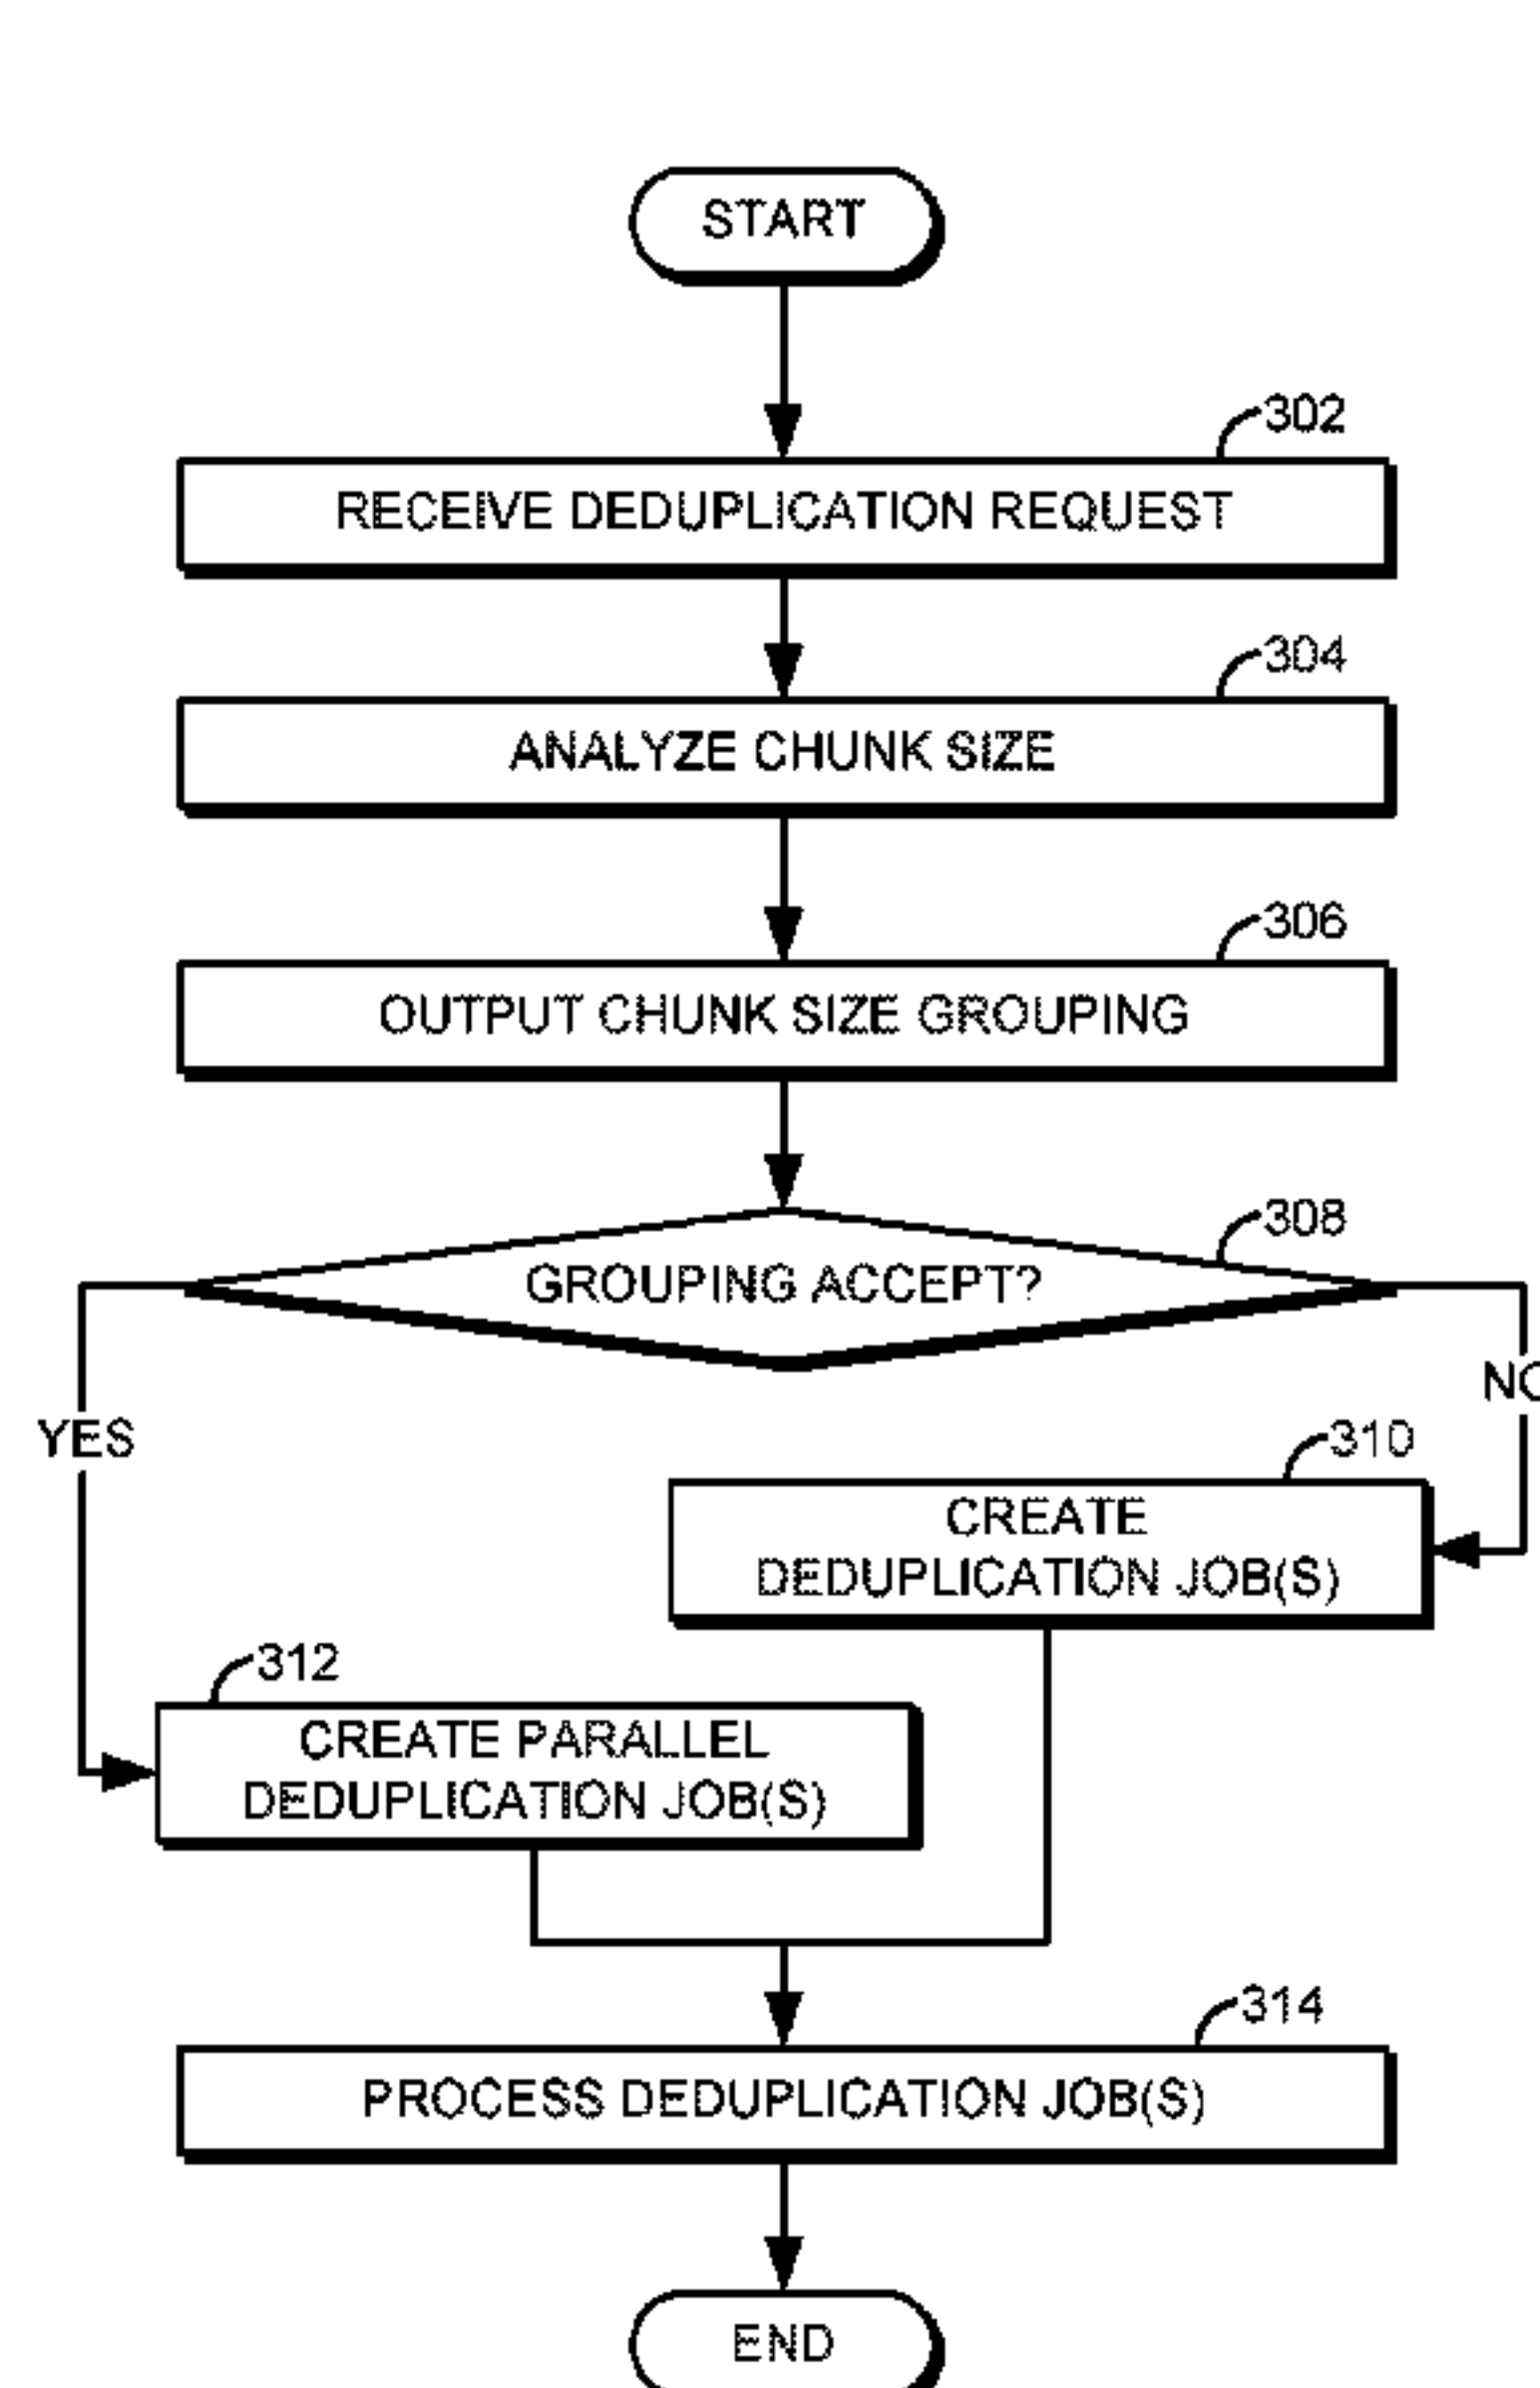 START
302
RECEIVE DEDUPLICATION REQUEST
304
ANALYZE CHUNK SIZE
306
OUTPUT CHUNK SIZE GROUPING
308
GROUPING ACCEPT?
NO
YES
310
CREATE
DEDUPLICATION JOB(S)
312
CREATE PARALLEL
DEDUPLICATION JOB(S)
314
PROCESS DEDUPLICATION JOB(S)
END